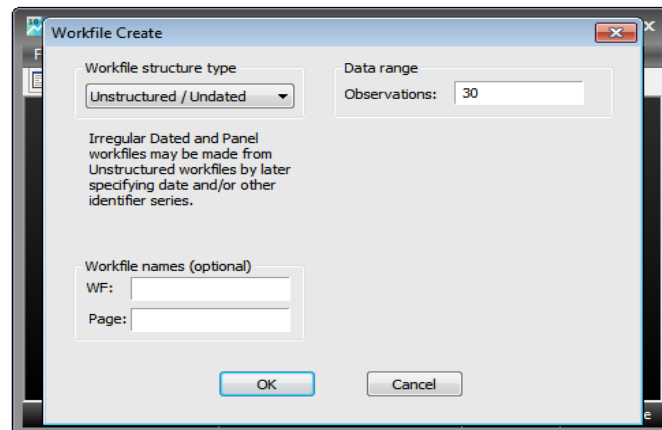 10
Workfile Create
F
Workfile structure type
Unstructured / Undated
Data range
Observations: 30
Irregular Dated and Panel
workfiles may be made from
Unstructured workfiles by later
specifying date and/or other
identifier series.
Workfile names (optional)
WF:
Page:
OK
Cancel
e